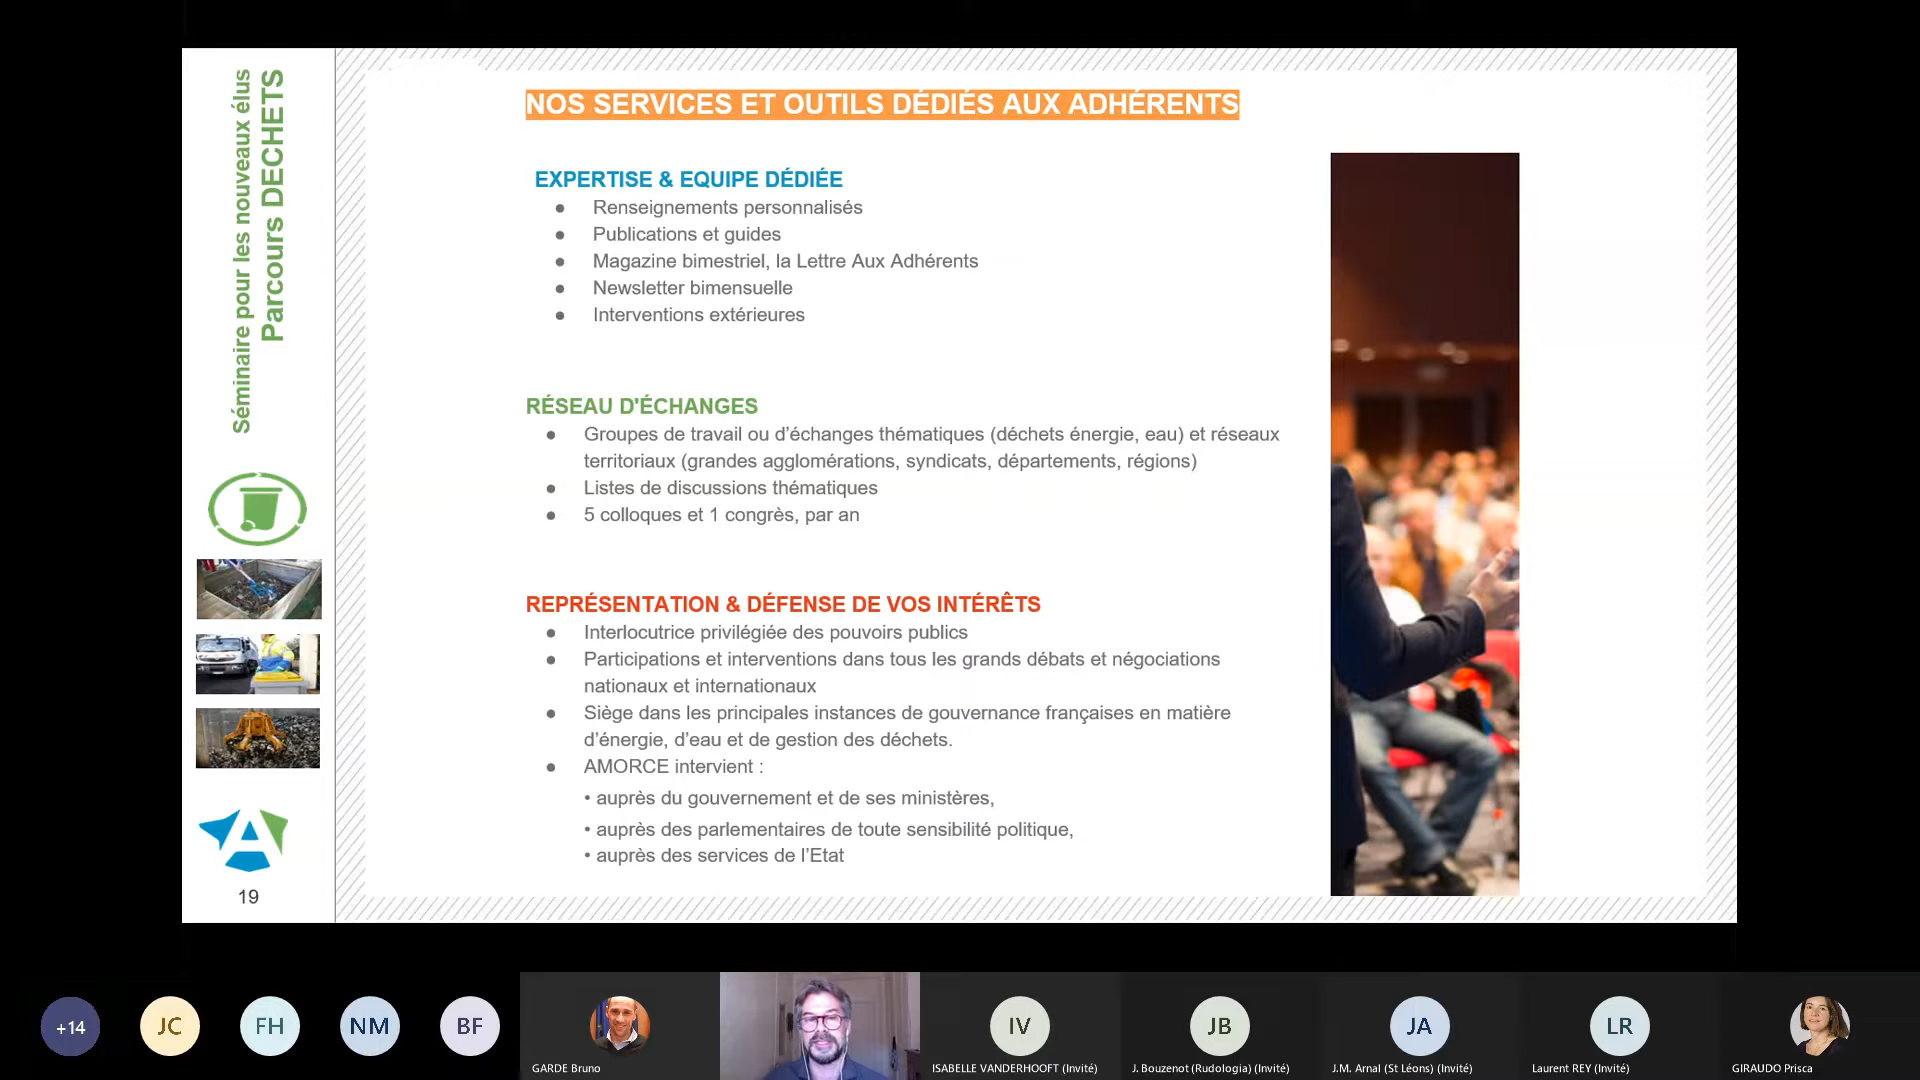 Séminaire pour les nouveaux élus
Parcours DECHETS
19
NOS SERVICES ET OUTILS DÉDIÉS AUX ADHÉRENTS
EXPERTISE & EQUIPE DÉDIÉE
● Renseignements personnalisés
● Publications et guides
● Magazine bimestriel, la Lettre Aux Adhérents
● Newsletter bimensuelle
● Interventions extérieures
RÉSEAU D'ÉCHANGES
● Groupes de travail ou d’échanges thématiques (déchets énergie, eau) et réseaux
territoriaux (grandes agglomérations, syndicats, départements, régions)
● Listes de discussions thématiques
● 5 colloques et 1 congrès, par an
REPRÉSENTATION & DÉFENSE DE VOS INTÉRÊTS
● Interlocutrice privilégiée des pouvoirs publics
● Participations et interventions dans tous les grands débats et négociations
nationaux et internationaux
● Siège dans les principales instances de gouvernance françaises en matière
d’énergie, d’eau et de gestion des déchets.
● AMORCE intervient :
• auprès du gouvernement et de ses ministères,
• auprès des parlementaires de toute sensibilité politique,
• auprès des services de l’Etat
+14
JC
FH
NM
BF
GARDE Bruno
IV
ISABELLE VANDERHOOFT (Invité)
JB
J. Bouzenot (Rudologia) (Invité)
JA
J.M. Arnal (St Léons) (Invité)
LR
Laurent REY (Invité)
GIRAUDO Prisca